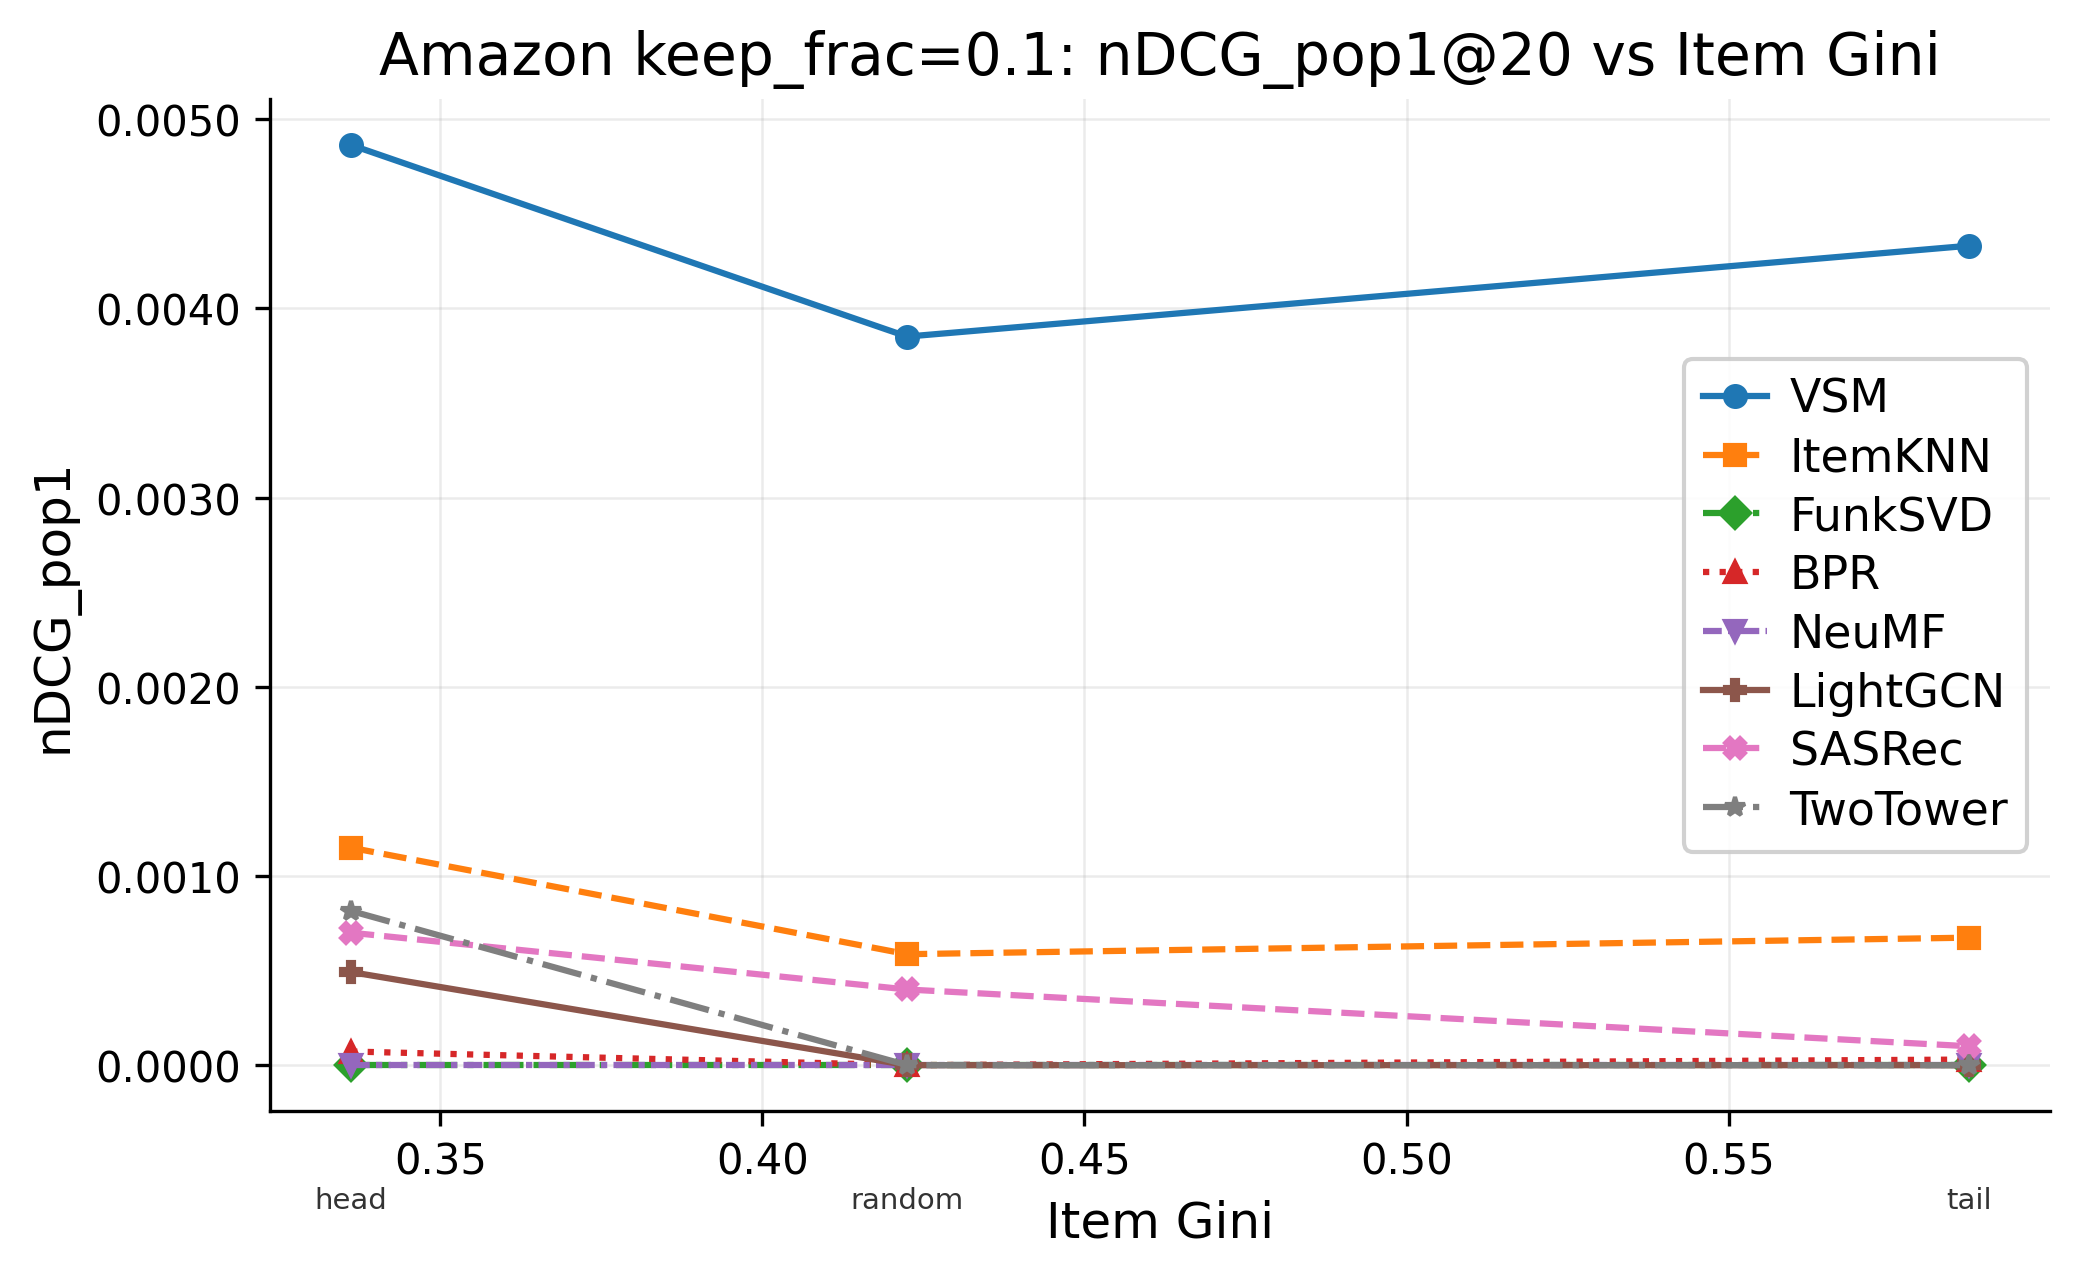 Amazon keep_frac=0.1: nDCG_pop1@20 vs Item Gini
nDCG_pop1
0.0050
0.0040
0.0030
0.0020
0.0010
0.0000
VSM
ItemKNN
FunkSVD
BPR
NeuMF
LightGCN
SASRec
TwoTower
0.35 0.40 0.45 0.50 0.55
head random tail
Item Gini